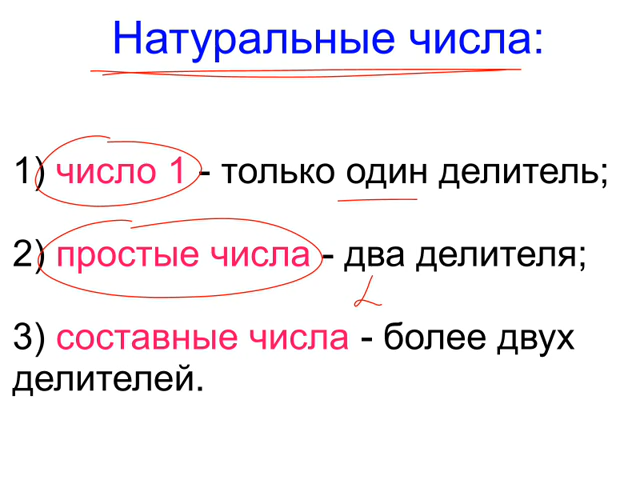 Натуральные числа:
1) число 1 - только один делитель;
2) простые числа - два делителя;
3) составные числа - более двух
делителей.